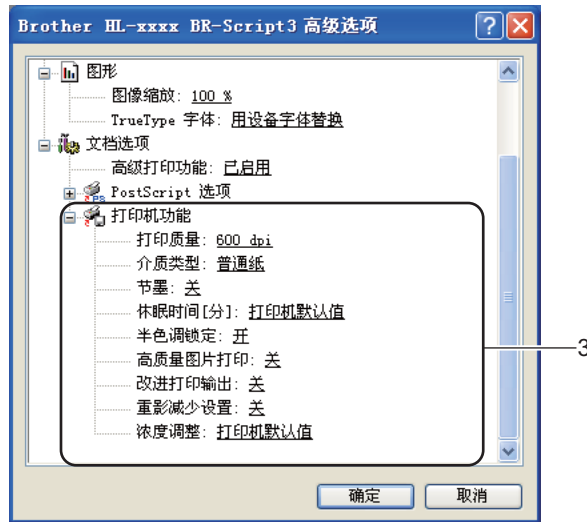 Brother HL-xxxx BR-Script3 高级选项
图形
图像缩放: 100 %
TrueType 字体: 用设备字体替换
文档选项
高级打印功能: 已启用
PostScript 选项
打印机功能
打印质量: 600 dpi
介质类型: 普通纸
节墨: 关
休眠时间[分]: 打印机默认值
半色调锁定: 开
高质量图片打印: 关
改进打印输出: 关
重影减少设置: 关
浓度调整: 打印机默认值
3
确定 取消